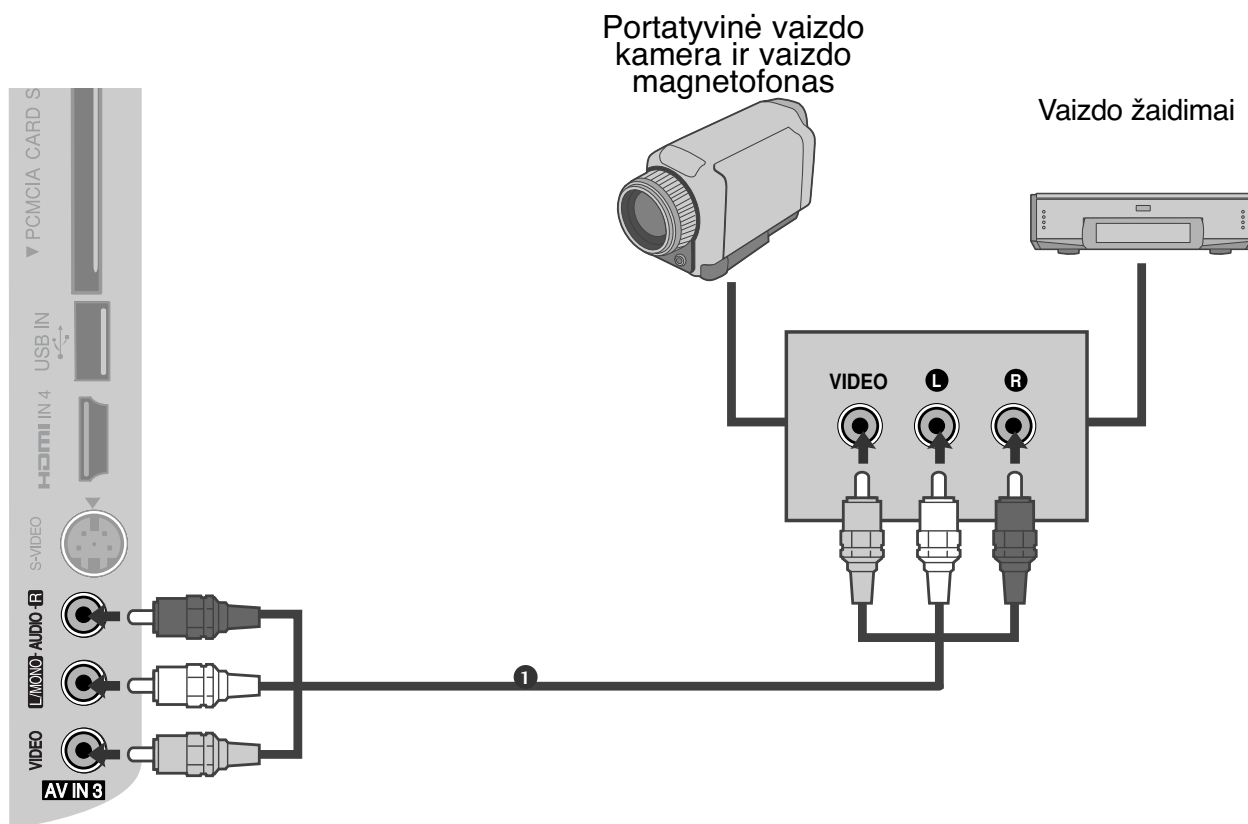 Portatyvinė vaizdo
kamera ir vaizdo
magnetofonas
Vaizdo žaidimai
PCMCIA CARD S
USB IN
HDMI IN 4
S-VIDEO
L/MONO AUDIO R
VIDEO
AV IN 3
VIDEO L R
1